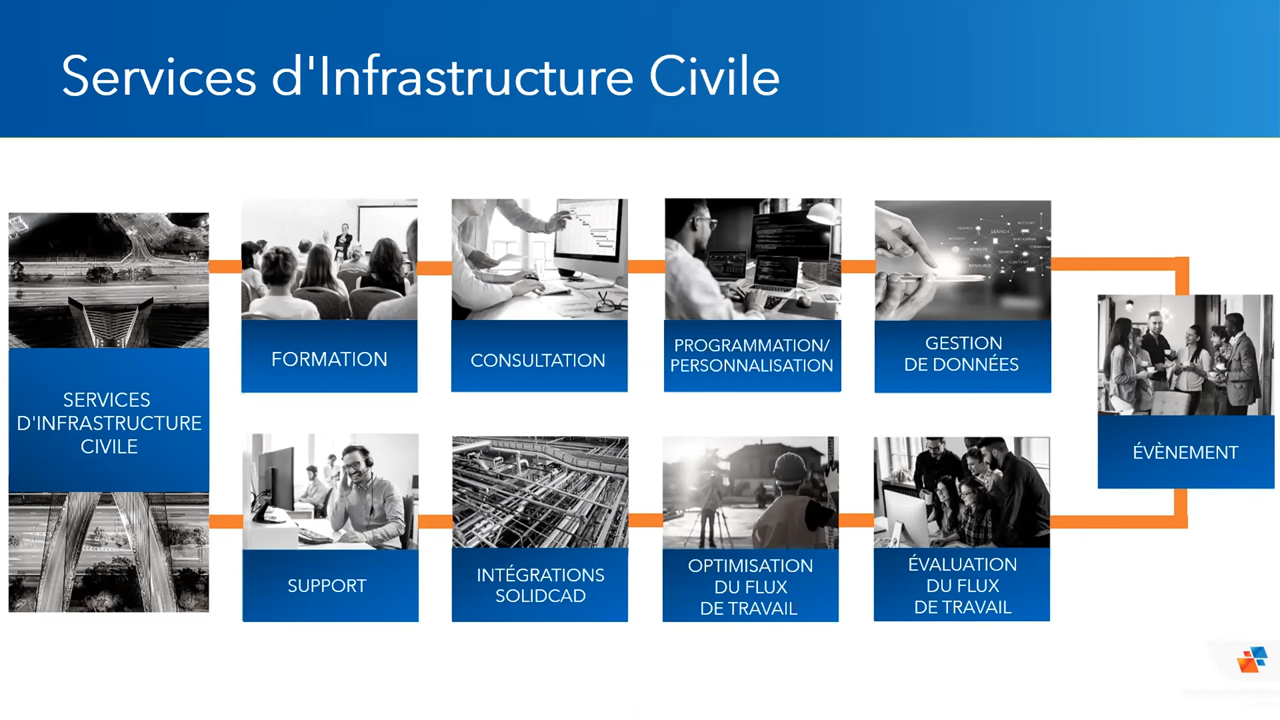 Services d'Infrastructure Civile
SERVICES
D'INFRASTRUCTURE
CIVILE
FORMATION
CONSULTATION
PROGRAMMATION/
PERSONNALISATION
GESTION
DE DONNÉES
ÉVÈNEMENT
SUPPORT
INTÉGRATIONS
SOLIDCAD
OPTIMISATION
DU FLUX
DE TRAVAIL
ÉVALUATION
DU FLUX
DE TRAVAIL
SEARCH